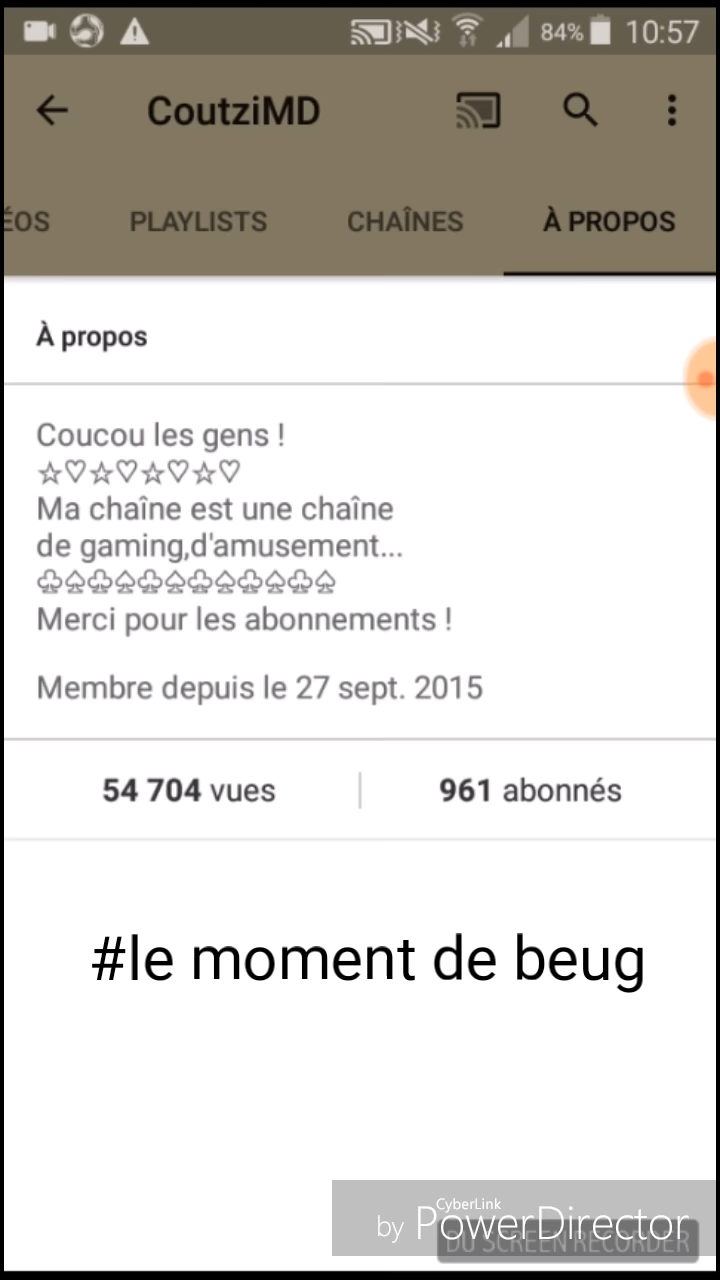 84% 10:57
CoutziMD
ÉOS PLAYLISTS CHAÎNES À PROPOS
À propos
Coucou les gens !
☆♡☆♡☆♡☆♡
Ma chaîne est une chaîne
de gaming,d'amusement...
♧♤♧♤♧♤♧♤♧♤♧♤
Merci pour les abonnements !
Membre depuis le 27 sept. 2015
54 704 vues 961 abonnés
#le moment de beug
CyberLink
by PowerDirector
DU SCREEN RECORDER